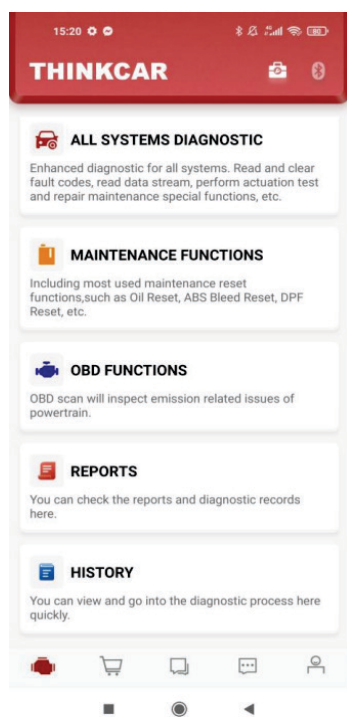 15:20
80
THINKCAR
ALL SYSTEMS DIAGNOSTIC
Enhanced diagnostic for all systems. Read and clear
fault codes, read data stream, perform actuation test
and repair maintenance special functions, etc.
MAINTENANCE FUNCTIONS
Including most used maintenance reset
functions,such as Oil Reset, ABS Bleed Reset, DPF
Reset, etc.
OBD FUNCTIONS
OBD scan will inspect emission related issues of
powertrain.
REPORTS
You can check the reports and diagnostic records
here.
HISTORY
You can view and go into the diagnostic process here
quickly.